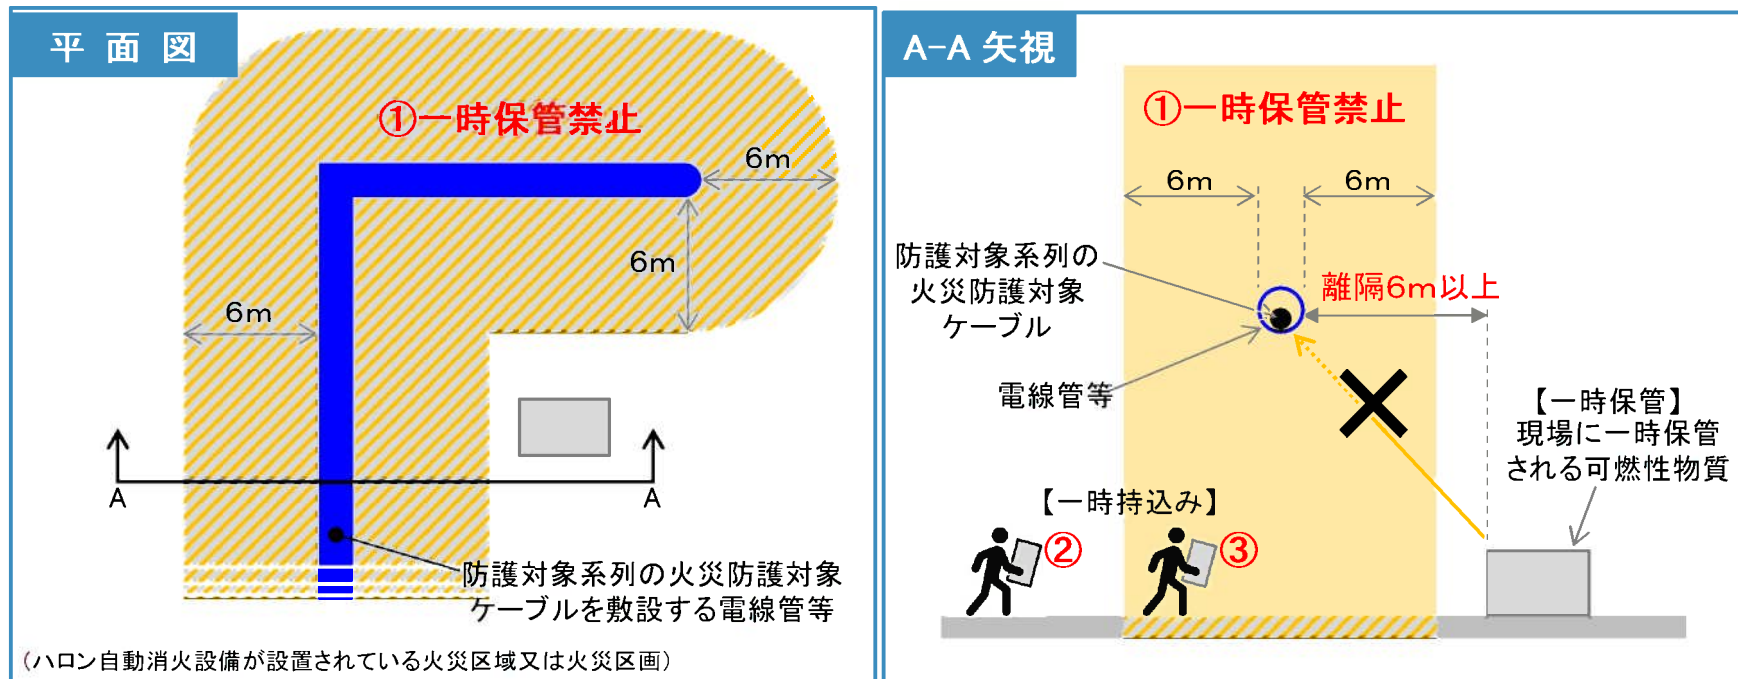 平面図
①一時保管禁止
6m
6m
6m
A
A
防護対象系列の火災防護対象
ケーブルを敷設する電線管等
(ハロン自動消火設備が設置されている火災区域又は火災区画)
A-A 矢視
①一時保管禁止
6m
6m
防護対象系列の
火災防護対象
ケーブル
離隔6m以上
電線管等
【一時保管】
現場に一時保管
される可燃性物質
【一時持込み】
②
③